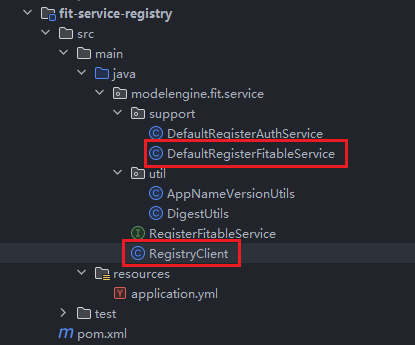 fit-service-registry
src
main
java
modelengine.fit.service
support
C DefaultRegisterAuthService
C DefaultRegisterFitableService
util
C AppNameVersionUtils
C DigestUtils
I RegisterFitableService
C RegistryClient
resources
Y application.yml
test
m pom.xml